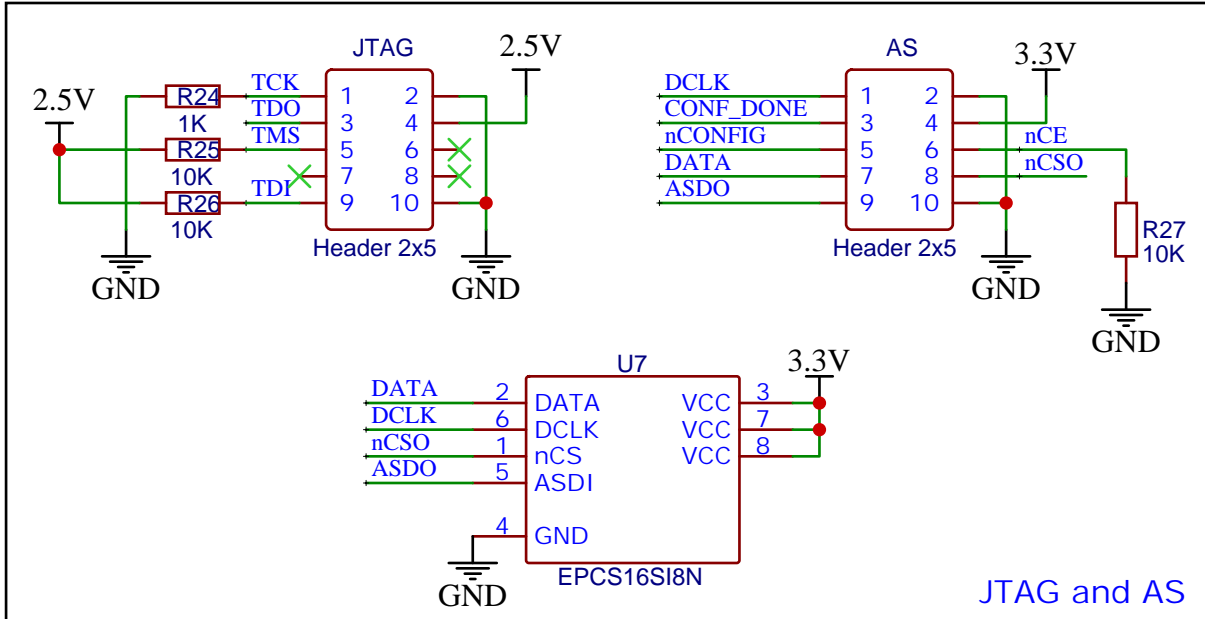 JTAG
2.5V
2.5V
TCK
R24
1K
TDO
TMS
R25
10K
TDI
R26
10K
1 2
3 4
5 6
7 8
9 10
Header 2x5
GND
GND
AS
3.3V
DCLK
CONF_DONE
nCONFIG
DATA
ASDO
1 2
3 4
5 6
7 8
9 10
nCE
nCSO
Header 2x5
R27
10K
GND
GND
U7
3.3V
DATA 2 DATA VCC 3
DCLK 6 DCLK VCC 7
nCSO 1 nCS VCC 8
ASDO 5 ASDI
4 GND
GND
EPCS16SI8N
JTAG and AS